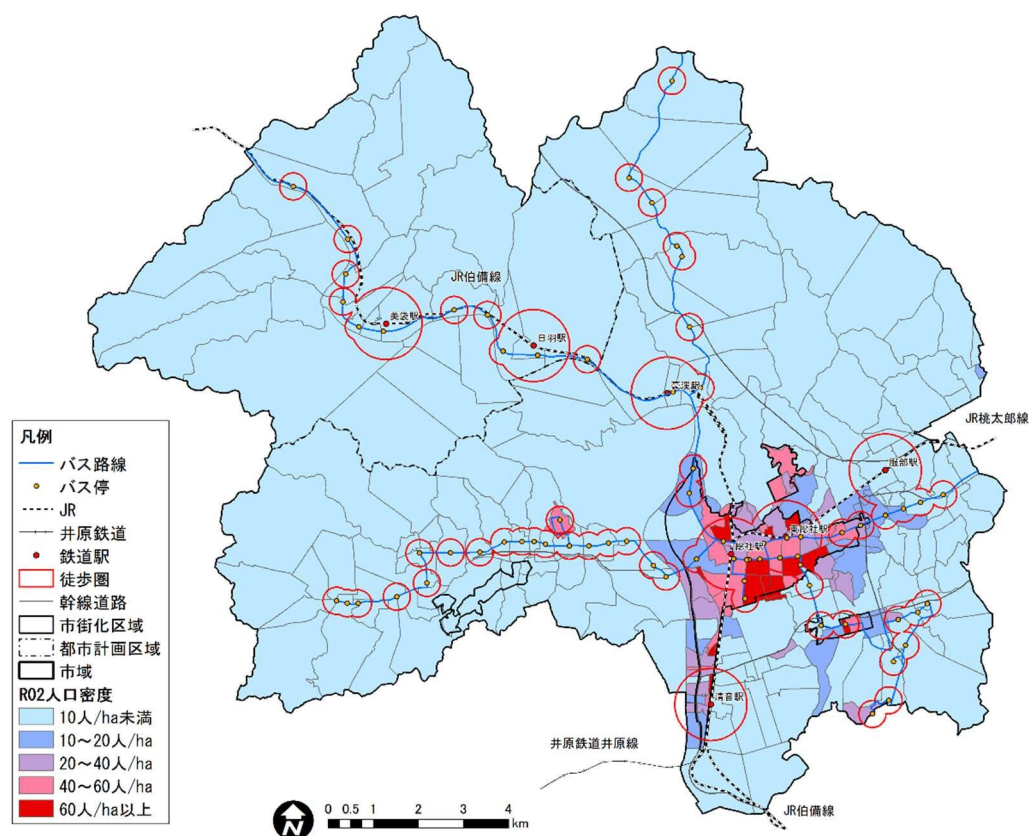 JR伯備線
美袋駅
日羽駅
豪渓駅
JR桃太郎線
服部駅
東総社駅
総社駅
清音駅
井原鉄道井原線
JR伯備線
凡例
バス路線
バス停
JR
井原鉄道
鉄道駅
徒歩圏
幹線道路
市街化区域
都市計画区域
市域
R02人口密度
10人/ha未満
10～20人/ha
20～40人/ha
40～60人/ha
60人/ha以上
N
0 0.5 1 2 3 4
km